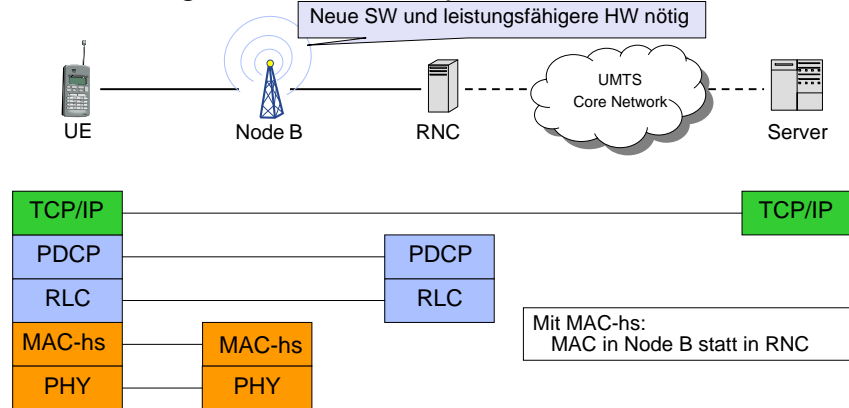 Neue SW und leistungsfähigere HW nötig
UMTS
Core Network
UE
Node B
RNC
Server
TCP/IP
TCP/IP
PDCP
PDCP
RLC
RLC
Mit MAC-hs:
MAC in Node B statt in RNC
MAC-hs
MAC-hs
PHY
PHY